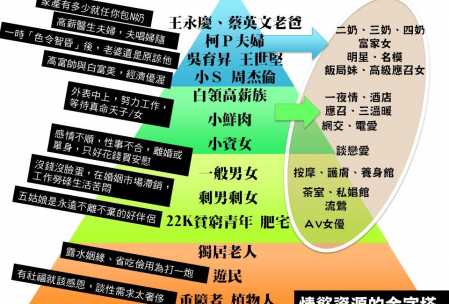 家產有多少就任你包N奶
高薪醫生夫婦，夫唱婦隨
一時「色令智昏」後，老婆還是原諒他
高富帥與白富美，經濟優渥
外表中上，努力工作，
等待真命天子/女
感情不順，性事不合，離婚或
單身，只好花錢買安慰
沒錢沒臉蛋，在婚姻市場滯銷，
工作勞碌生活苦悶
五姑娘是永遠不離不棄的好伴侶
露水姻緣、省吃儉用為打一炮
有社福就該感恩，談性需求太奢侈
王永慶、蔡英文老爸
柯P夫婦
吳育昇 王世堅
小S 周杰倫
白領高薪族
小鮮肉
小資女
一般男女
剩男剩女
22K貧窮青年 肥宅
獨居老人
遊民
重障者 植物人
二奶、三奶、四奶
富家女
明星、名模
飯局妹、高級應召女
一夜情、酒店
應召、三溫暖
網交、電愛
談戀愛
按摩、護膚、養身館
茶室、私娼館
流鶯
AV女優
情慾資源的金字塔